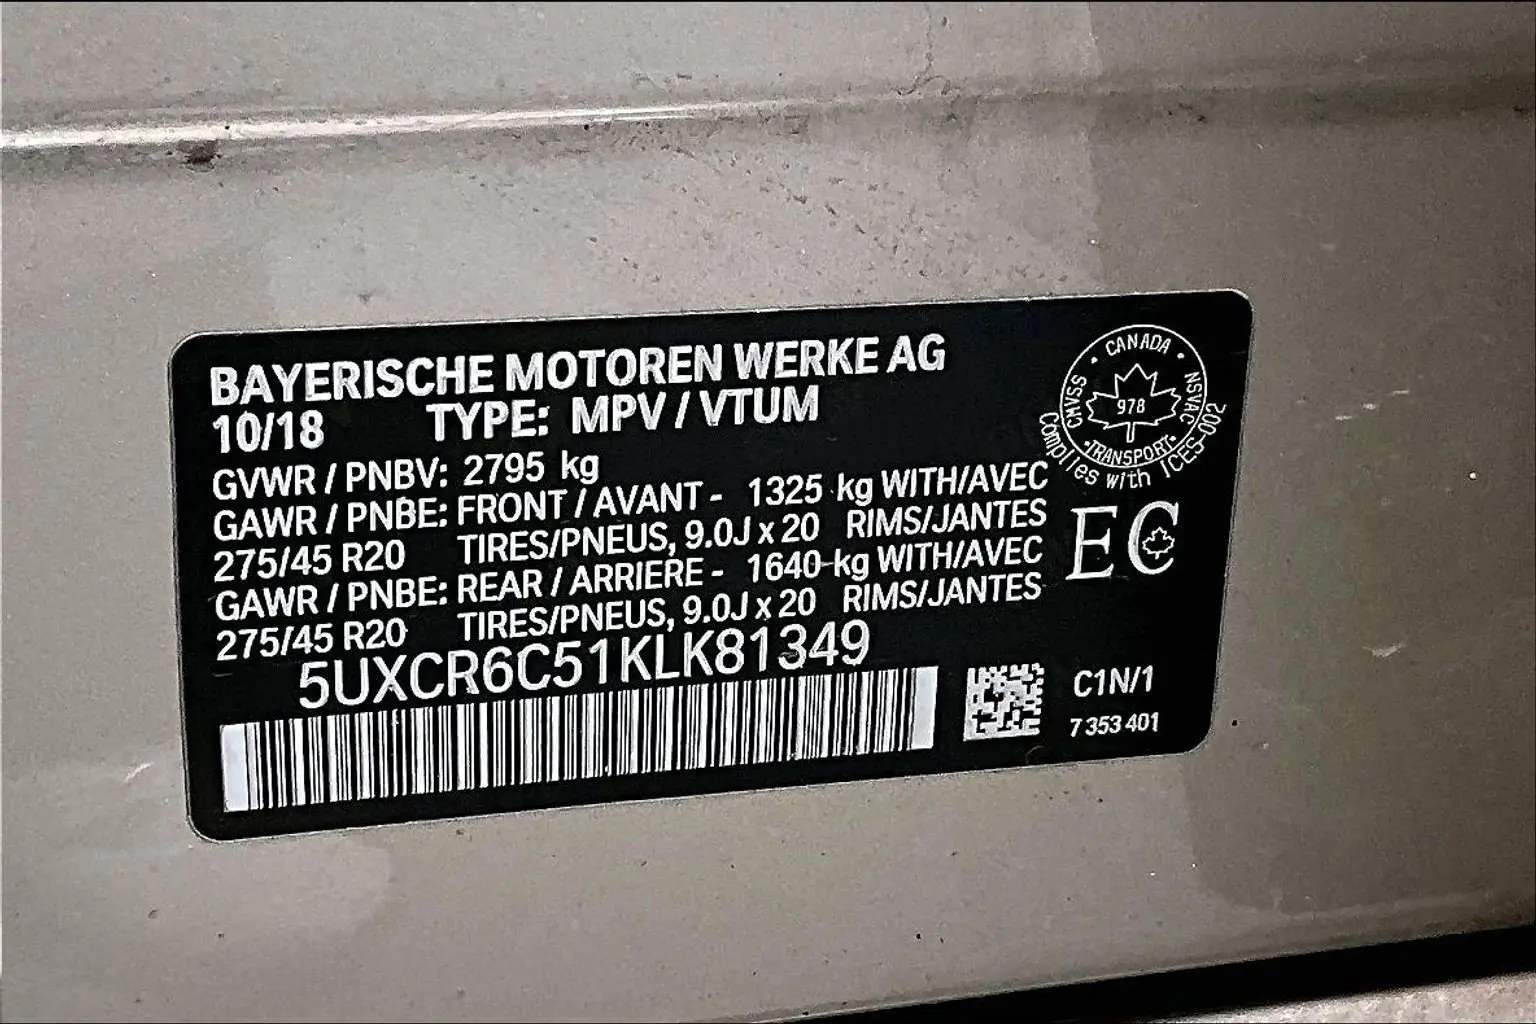 BAYERISCHE MOTOREN WERKE AG
10/18 TYPE: MPV / VTUM
GVWR / PNBV: 2795 kg
GAWR / PNBE: FRONT / AVANT - 1325 kg WITH/AVEC
275/45 R20 TIRES/PNEUS, 9.0J x 20 RIMS/JANTES
GAWR / PNBE: REAR / ARRIERE - 1640 kg WITH/AVEC
275/45 R20 TIRES/PNEUS, 9.0J x 20 RIMS/JANTES
5UXCR6C51KLK81349
CANADA
CMVSS
978
NSVAC
TRANSPORT
Complies with ICES-002
EC
C1N/1
7 353 401